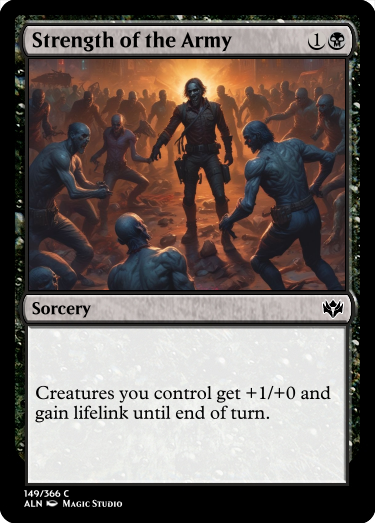 Strength of the Army 1
Sorcery
Creatures you control get +1/+0 and
gain lifelink until end of turn.
149/366 C
ALN Magic Studio